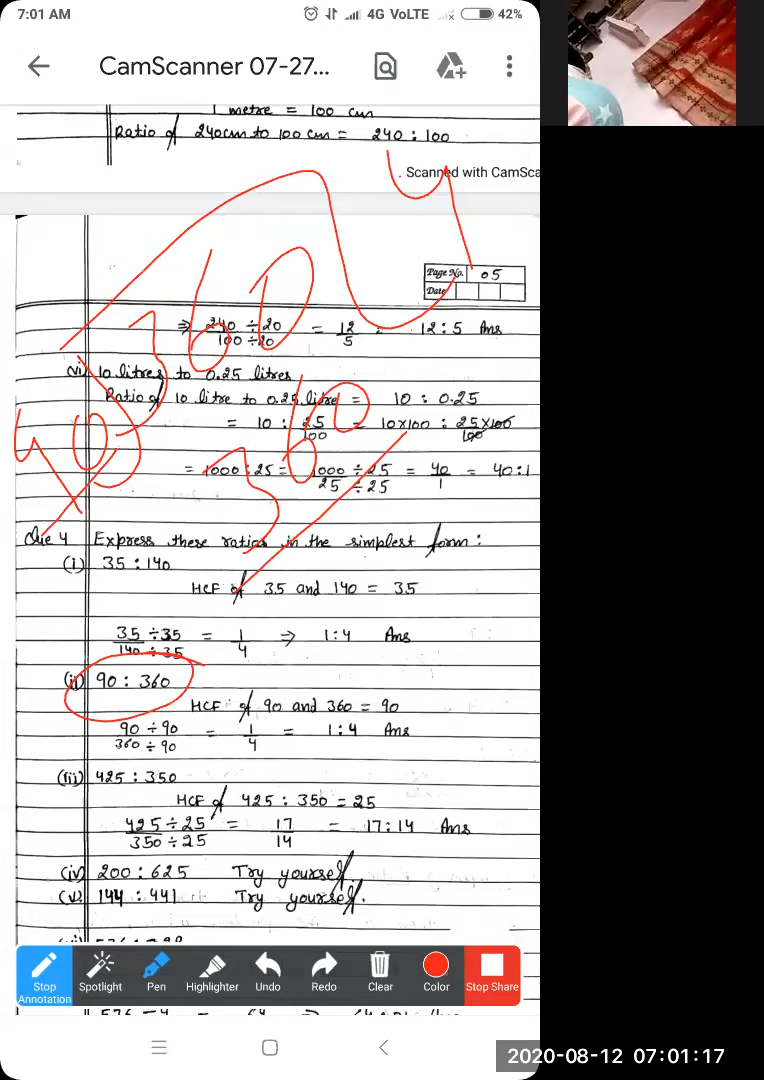 7:01 AM 4G VoLTE 42%
CamScanner 07-27...
1 metre = 100 cm
Ratio of 240cm to 100 cm = 240 : 100
. Scanned with CamSca
Page No. 05
Date
⇒ 240 ÷ 20 / 100 ÷ 20 = 12/5 = 12 : 5 Ans
vi) 10 litres to 0.25 litres
Ratio of 10 litre to 0.25 litre = 10 : 0.25
= 10 : 25/100 = 10×100 : 25×100/100
= 1000 : 25 = 1000 ÷ 25 / 25 ÷ 25 = 40/1 = 40:1
Que 4 Express these ratios in the simplest form :
(i) 35 : 140
HCF of 35 and 140 = 35
35 ÷ 35 / 140 ÷ 35 = 1/4 ⇒ 1:4 Ans
(ii) 90 : 360
HCF of 90 and 360 = 90
90 ÷ 90 / 360 ÷ 90 = 1/4 = 1:4 Ans
(iii) 425 : 350
HCF of 425 : 350 = 25
425 ÷ 25 / 350 ÷ 25 = 17/14 = 17:14 Ans
(iv) 200 : 625 Try yourself.
(v) 144 : 441 Try yourself.
90
360
360
4
Stop Annotation Spotlight Pen Highlighter Undo Redo Clear Color Stop Share
2020-08-12 07:01:17